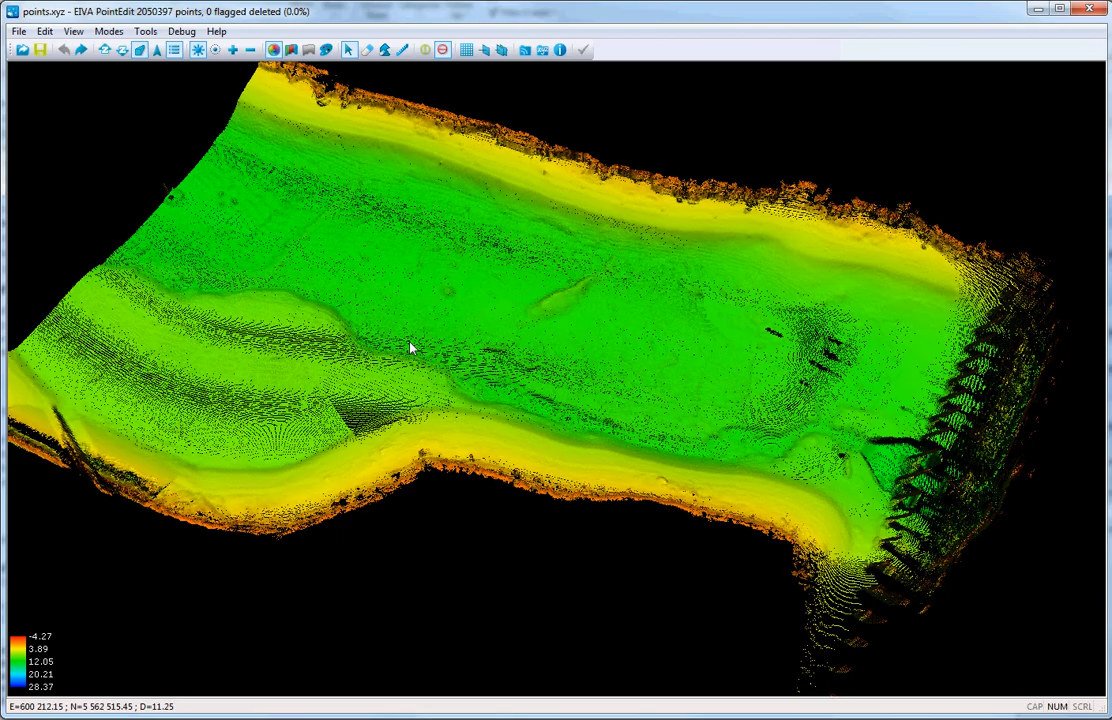 points.xyz - EIVA PointEdit 2050397 points, 0 flagged deleted (0.0%)
File Edit View Modes Tools Debug Help
-4.27
3.89
12.05
20.21
28.37
E=600 212.15 ; N=5 562 515.45 ; D=11.25
CAP NUM SCRL